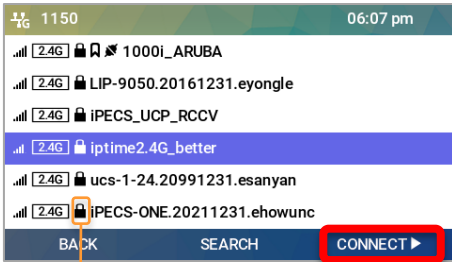 1G 1150 06:07 pm
2.4G 1000i_ARUBA
2.4G LIP-9050.20161231.eyongle
2.4G iPECS_UCP_RCCV
2.4G iptime2.4G_better
2.4G ucs-1-24.20991231.esanyan
2.4G iPECS-ONE.20211231.ehowunc
BACK SEARCH CONNECT